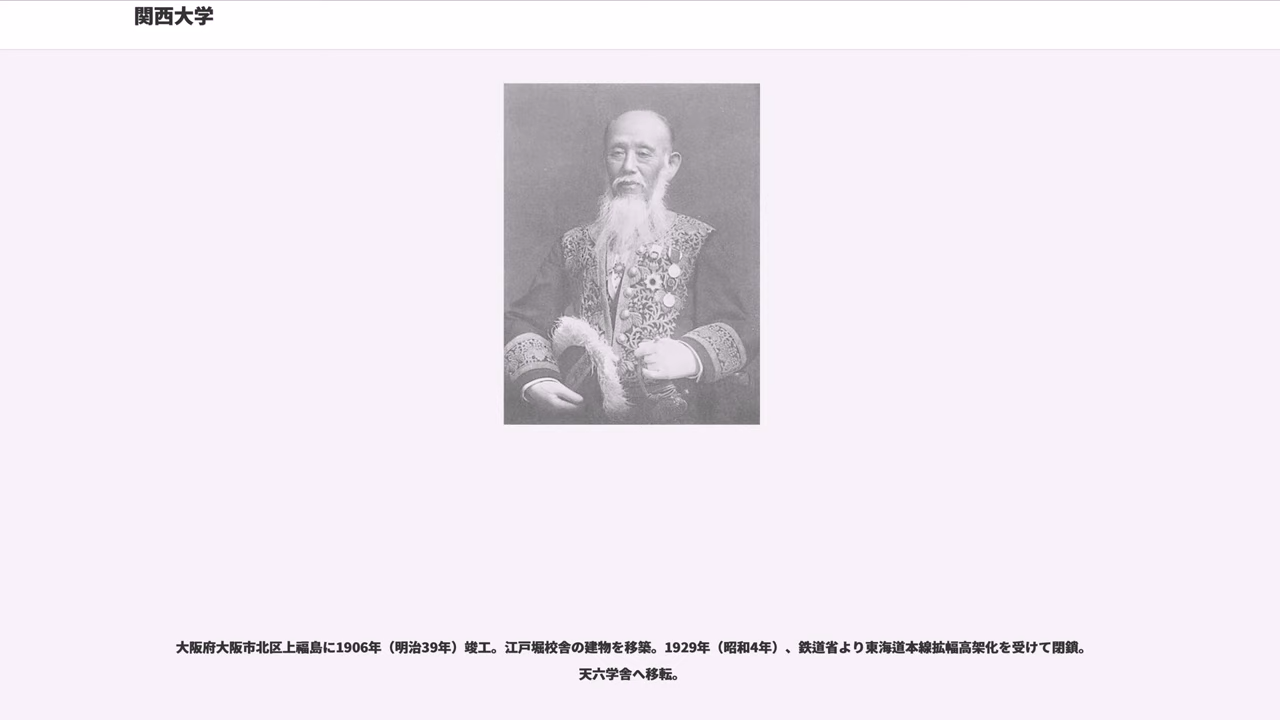 関西大学
大阪府大阪市北区上福島に1906年（明治39年）竣工。江戸堀校舎の建物を移築。1929年（昭和4年）、鉄道省より東海道本線拡幅高架化を受けて閉鎖。
天六学舎へ移転。